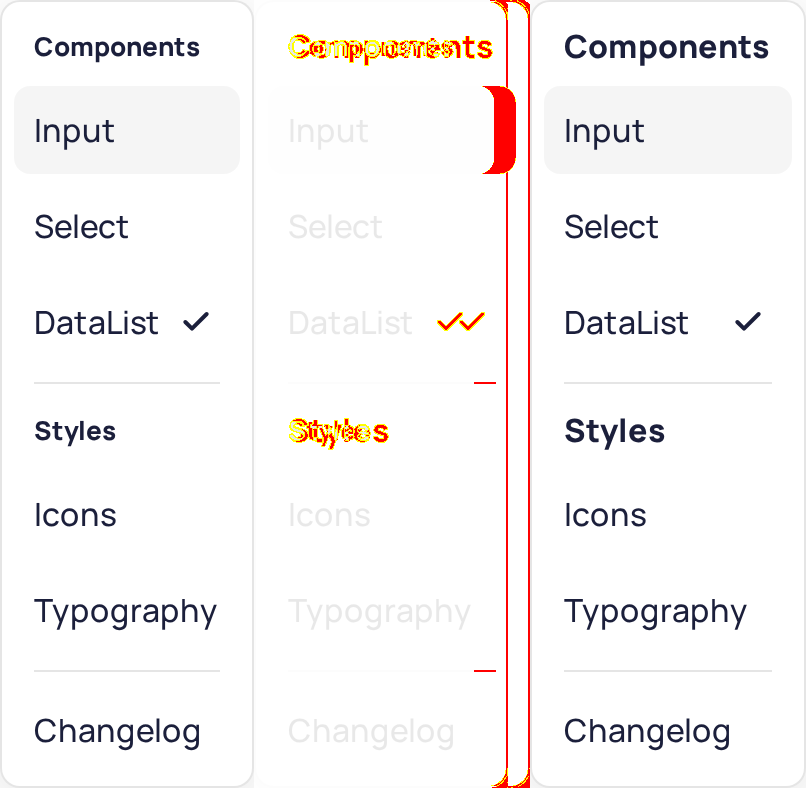 Components
Input
Select
DataList
Styles
Icons
Typography
Changelog
Components
Input
Select
DataList
Styles
Icons
Typography
Changelog
Components
Input
Select
DataList
Styles
Icons
Typography
Changelog